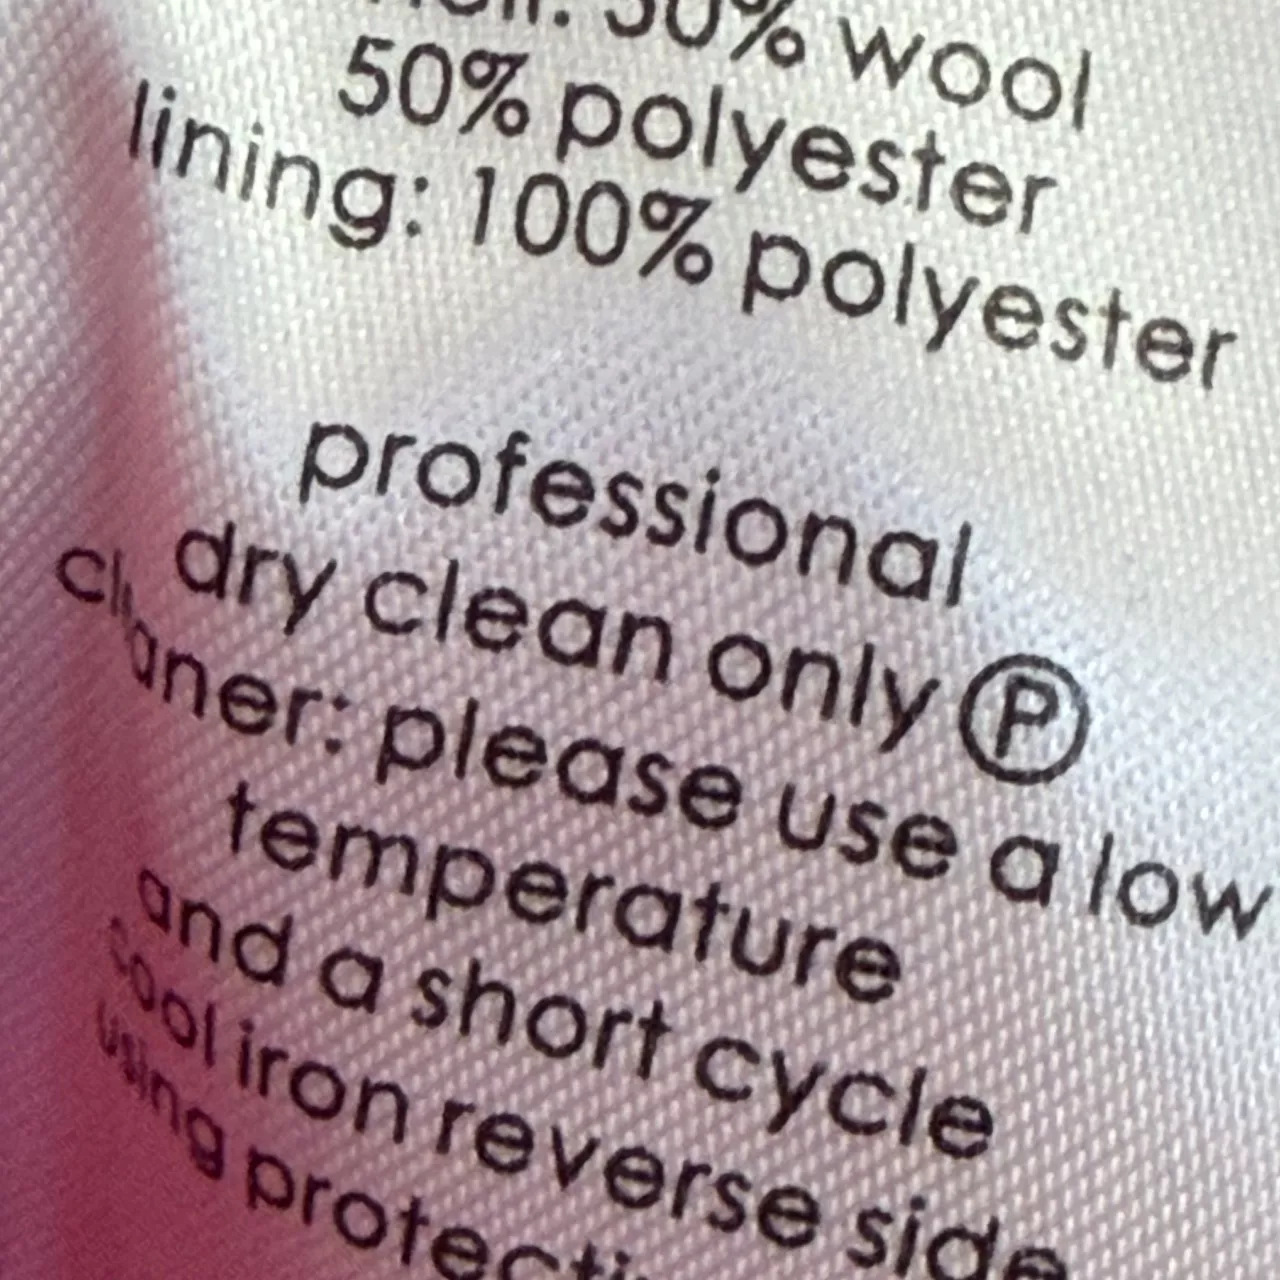 50% wool
50% polyester
lining: 100% polyester
professional
dry clean only Ⓟ
cleaner: please use a low
temperature
and a short cycle
cool iron reverse side
using